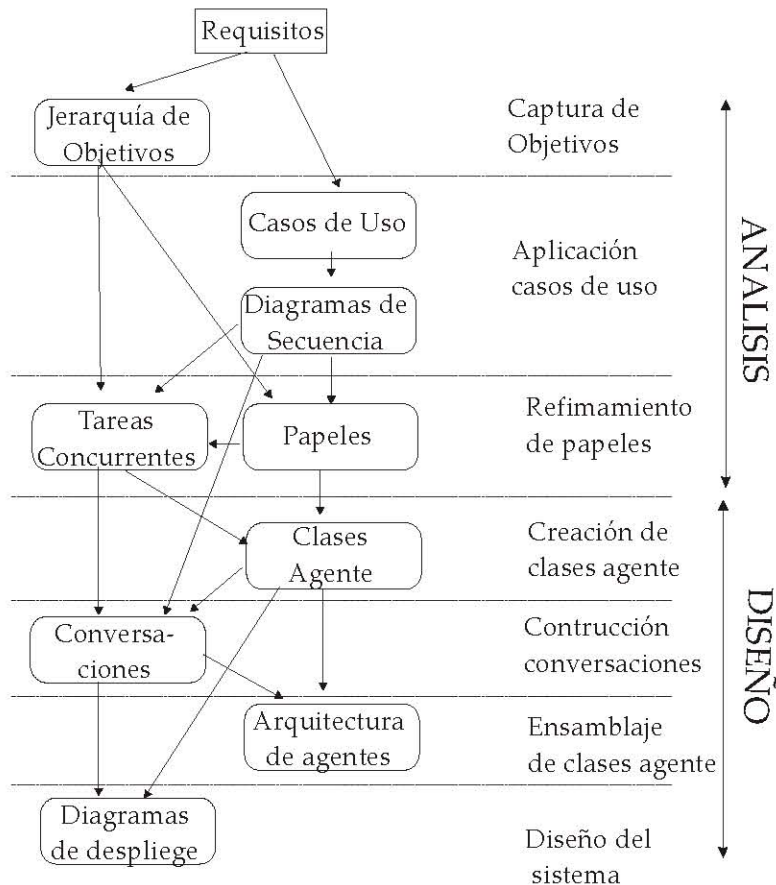 Requisitos
Jerarquía de
Objetivos
Captura de
Objetivos
Casos de Uso
Aplicación
casos de uso
Diagramas de
Secuencia
ANALISIS
Tareas
Concurrentes
Papeles
Refimamiento
de papeles
Clases
Agente
Creación de
clases agente
Conversa-
ciones
Contrucción
conversaciones
DISEÑO
Arquitectura
de agentes
Ensamblaje
de clases agente
Diagramas
de despliege
Diseño del
sistema